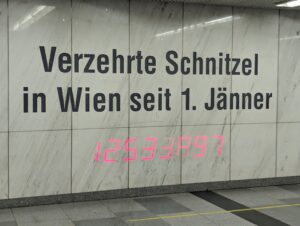 Verzehrte Schnitzel
in Wien seit 1. Jänner